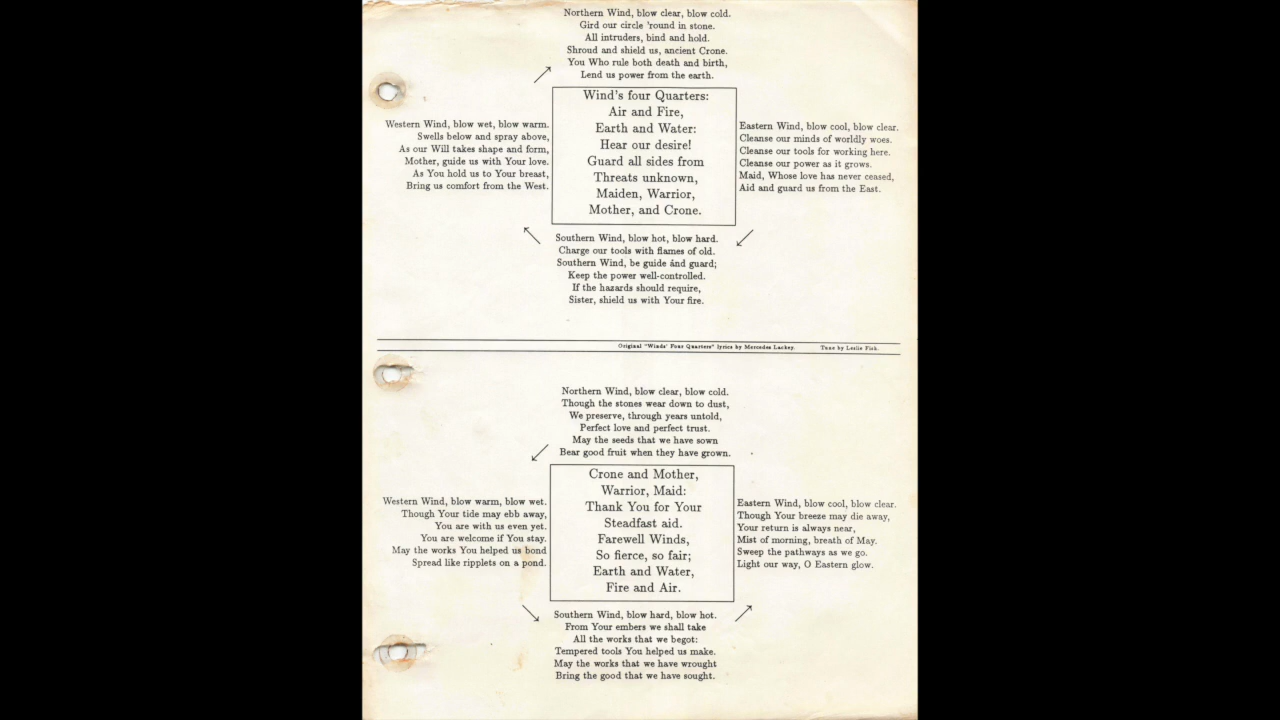 Northern Wind, blow clear, blow cold.
Gird our circle 'round in stone.
All intruders, bind and hold.
Shroud and shield us, ancient Crone.
You Who rule both death and birth,
Lend us power from the earth.
Western Wind, blow wet, blow warm.
Swells below and spray above,
As our Will takes shape and form,
Mother, guide us with Your love.
As You hold us to Your breast,
Bring us comfort from the West.
Wind's four Quarters:
Air and Fire,
Earth and Water:
Hear our desire!
Guard all sides from
Threats unknown,
Maiden, Warrior,
Mother, and Crone.
Eastern Wind, blow cool, blow clear.
Cleanse our minds of worldly woes.
Cleanse our tools for working here.
Cleanse our power as it grows.
Maid, Whose love has never ceased,
Aid and guard us from the East.
Southern Wind, blow hot, blow hard.
Charge our tools with flames of old.
Southern Wind, be guide ánd guard;
Keep the power well-controlled.
If the hazards should require,
Sister, shield us with Your fire.
Original "Winds' Four Quarters" lyrics by Mercedes Lackey. Tune by Leslie Fish.
Northern Wind, blow clear, blow cold.
Though the stones wear down to dust,
We preserve, through years untold,
Perfect love and perfect trust.
May the seeds that we have sown
Bear good fruit when they have grown.
Western Wind, blow warm, blow wet.
Though Your tide may ebb away,
You are with us even yet.
You are welcome if You stay.
May the works You helped us bond
Spread like ripplets on a pond.
Crone and Mother,
Warrior, Maid:
Thank You for Your
Steadfast aid.
Farewell Winds,
So fierce, so fair;
Earth and Water,
Fire and Air.
Eastern Wind, blow cool, blow clear.
Though Your breeze may die away,
Your return is always near,
Mist of morning, breath of May.
Sweep the pathways as we go.
Light our way, O Eastern glow.
Southern Wind, blow hard, blow hot.
From Your embers we shall take
All the works that we begot:
Tempered tools You helped us make.
May the works that we have wrought
Bring the good that we have sought.